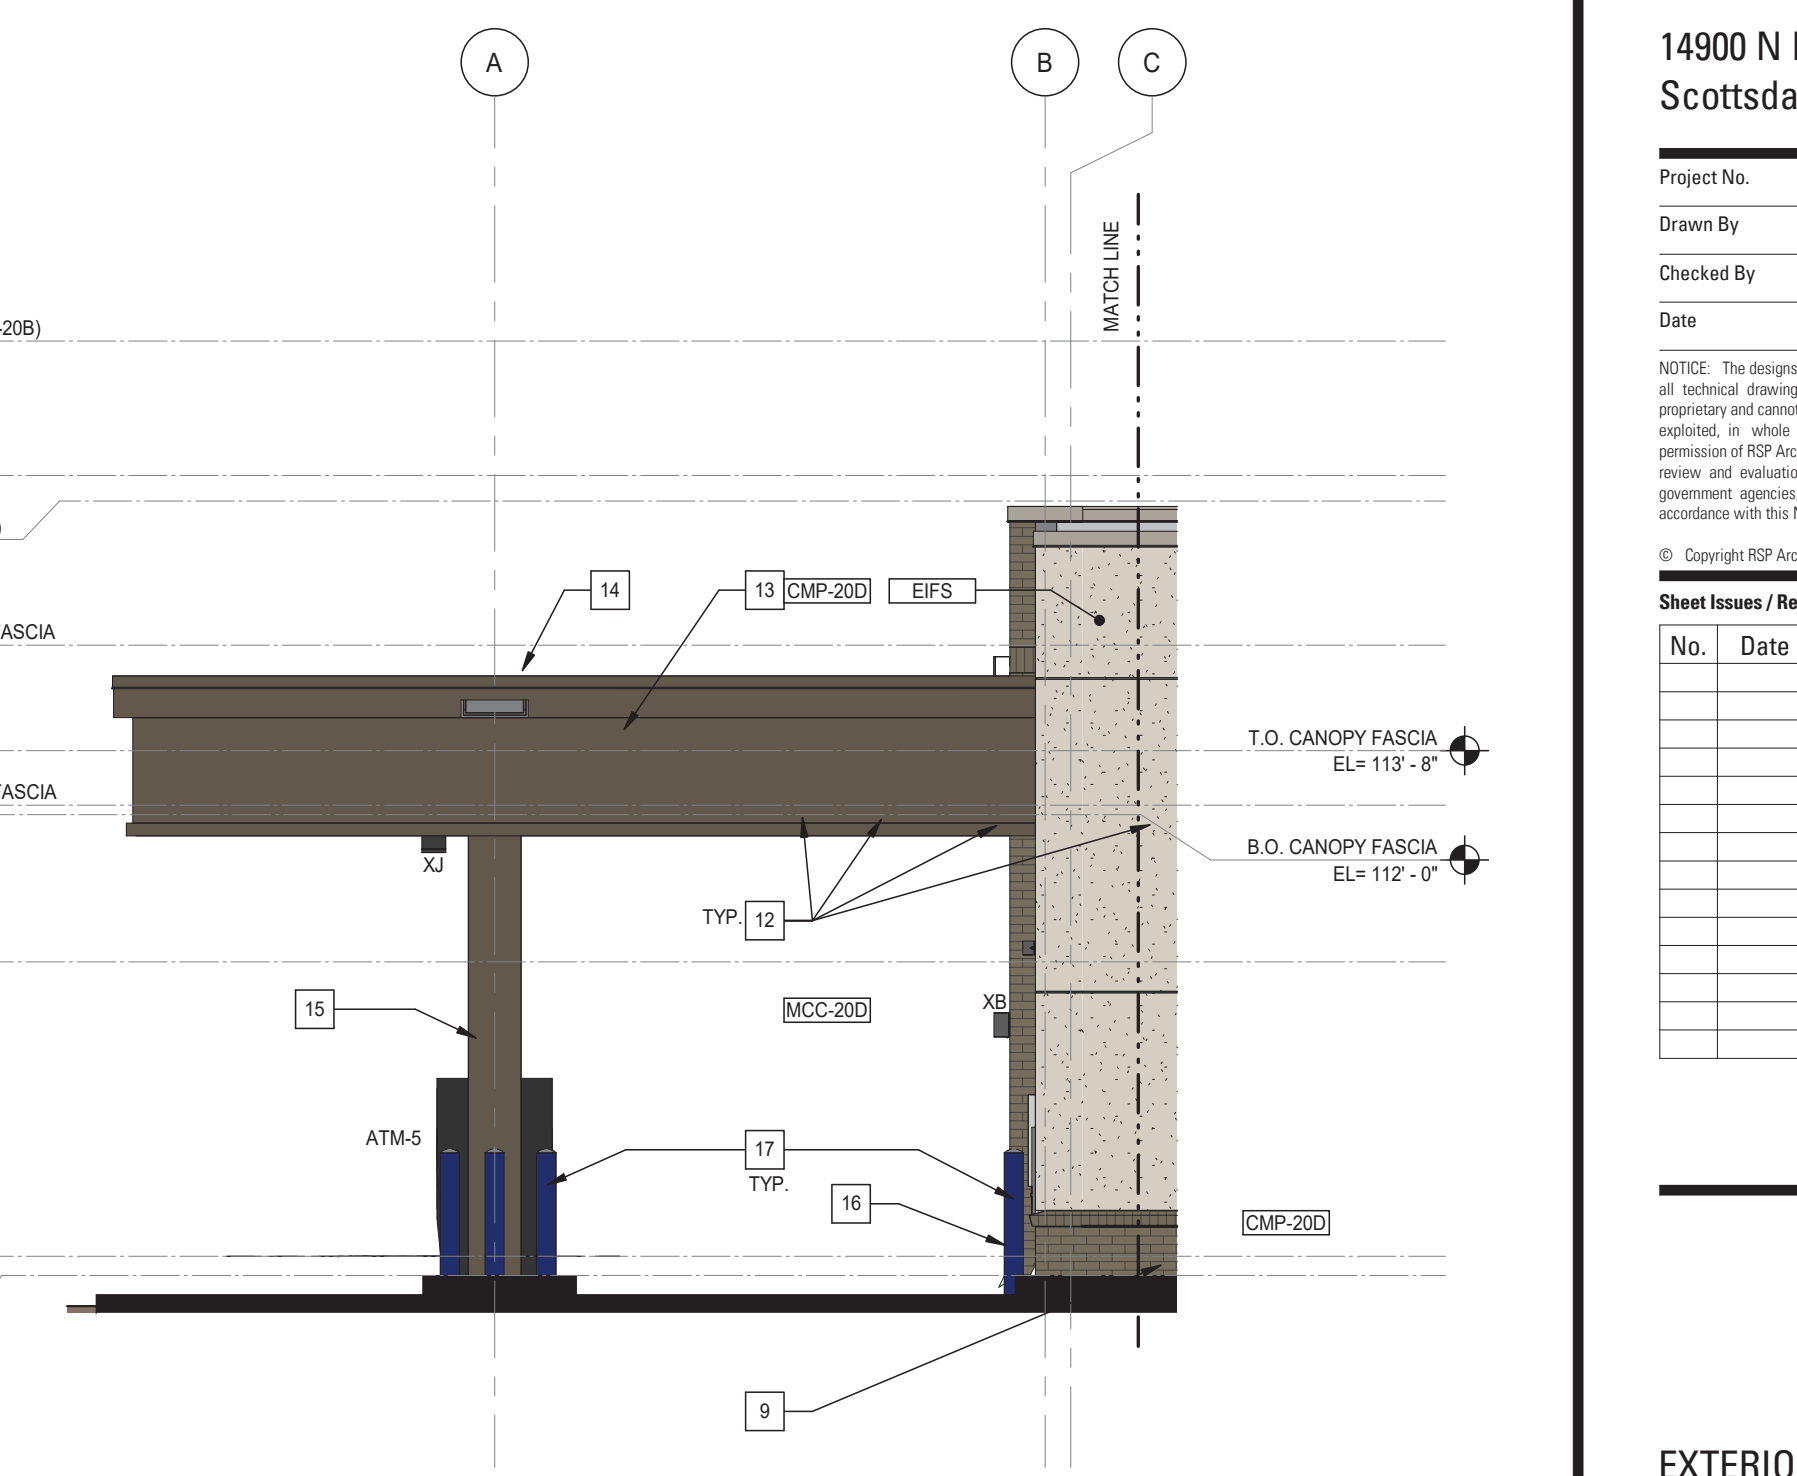 A
B
C
MATCH LINE
-20B)
)
14
13 CMP-20D
EIFS
ASCIA
T.O. CANOPY FASCIA
EL= 113' - 8"
ASCIA
B.O. CANOPY FASCIA
EL= 112' - 0"
XJ
TYP. 12
15
MCC-20D
XB
ATM-5
17
TYP.
16
CMP-20D
9
14900 N
Scottsda
Project No.
Drawn By
Checked By
Date
NOTICE: The designs
all technical drawing
proprietary and cannot
exploited, in whole
permission of RSP Arc
review and evaluatio
government agencies,
accordance with this N
© Copyright RSP Arc
Sheet Issues / Re
No. Date
EXTERIO